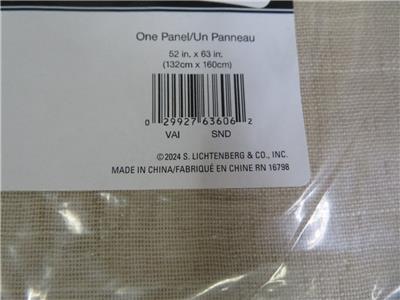 One Panel/Un Panneau
52 in. x 63 in.
(132cm x 160cm)
0 29927 63606 2
VAI SND
©2024 S. LICHTENBERG & CO., INC.
MADE IN CHINA/FABRIQUÉ EN CHINE RN 16798